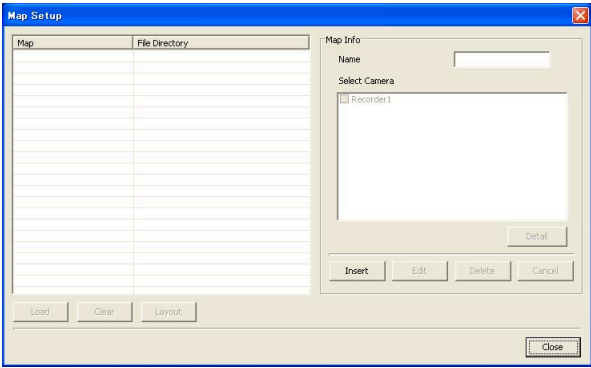 Map Setup
Map File Directory
Map Info
Name
Select Camera
Recorder1
Detail
Insert Edit Delete Cancel
Load Clear Layout
Close